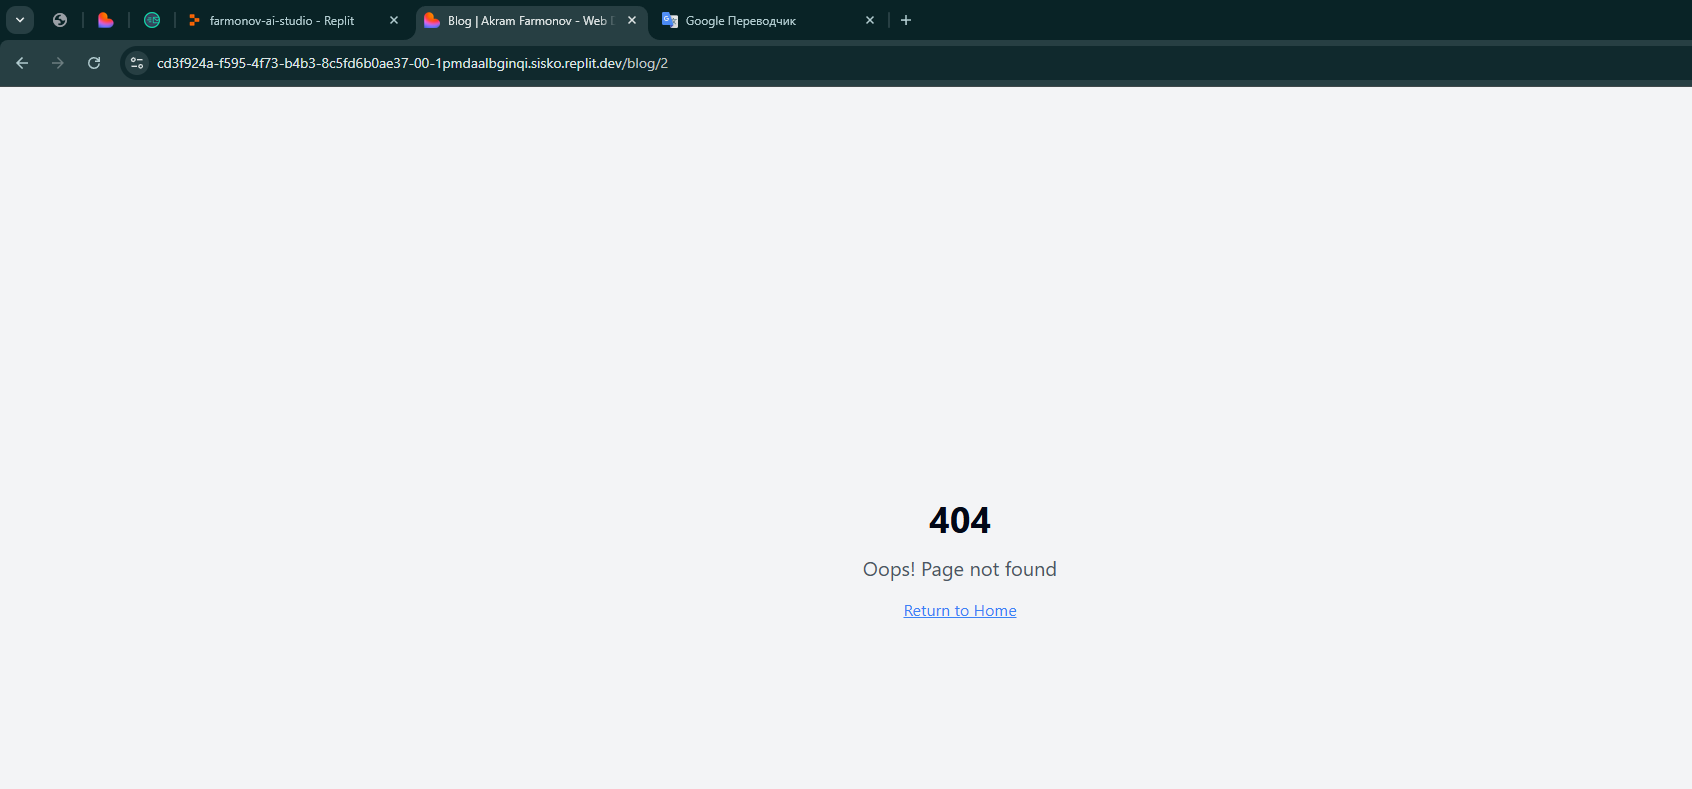 farmonov-ai-studio - Replit
Blog | Akram Farmonov - Web
Google Переводчик
cd3f924a-f595-4f73-b4b3-8c5fd6b0ae37-00-1pmdaalbginqi.sisko.replit.dev/blog/2
404
Oops! Page not found
Return to Home